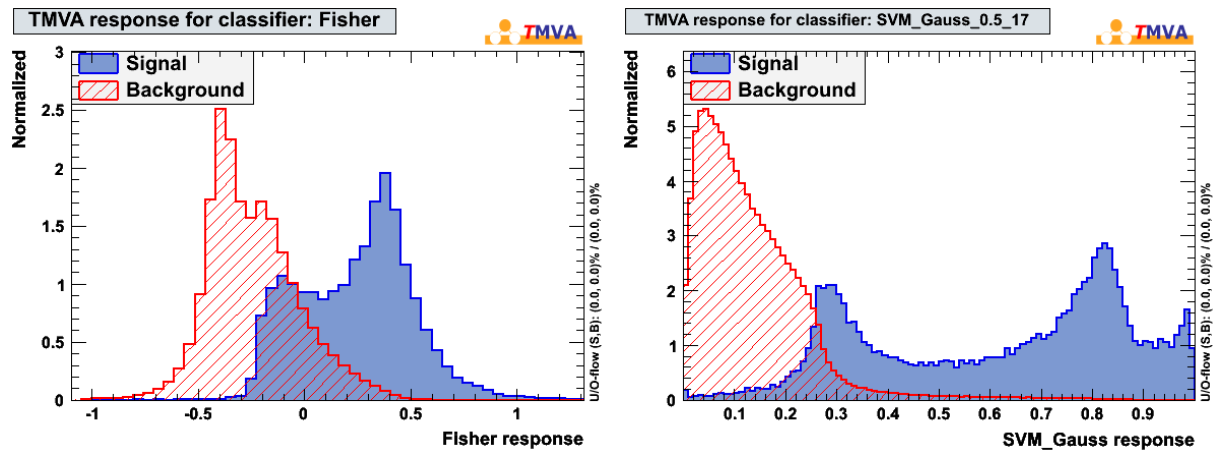 TMVA response for classifier: Fisher
TMVA
Signal
Background
Normalized
3
2.5
2
1.5
1
0.5
0
-1
-0.5
0
0.5
1
Fisher response
U/O-flow (S,B): (0.0, 0.0)% / (0.0, 0.0)%
TMVA response for classifier: SVM_Gauss_0.5_17
TMVA
Signal
Background
Normalized
6
5
4
3
2
1
0
0.1
0.2
0.3
0.4
0.5
0.6
0.7
0.8
0.9
SVM_Gauss response
U/O-flow (S,B): (0.0, 0.0)% / (0.0, 0.0)%